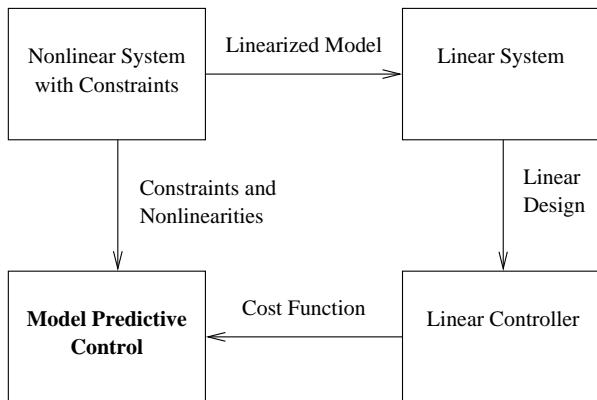 Nonlinear System
with Constraints
Linearized Model
Linear System
Constraints and
Nonlinearities
Linear
Design
Model Predictive
Control
Cost Function
Linear Controller